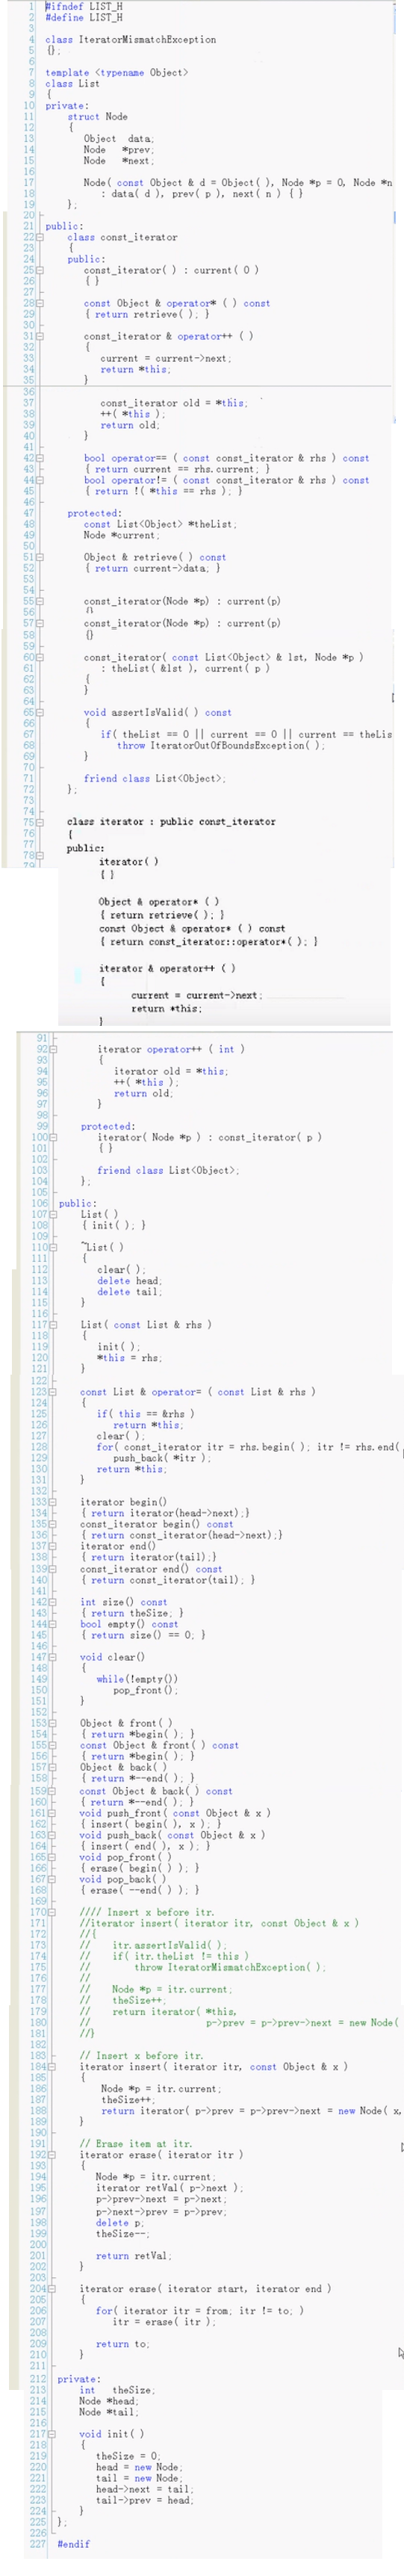 1 #ifndef LIST_H
2 #define LIST_H
3
4 class IteratorMismatchException
5 {};
6
7 template <typename Object>
8 class List
9 {
10 private:
11 struct Node
12 {
13 Object data;
14 Node *prev;
15 Node *next;
16
17 Node( const Object & d = Object( ), Node *p = 0, Node *n
18 : data( d ), prev( p ), next( n ) { }
19 };
20
21 public:
22 class const_iterator
23 {
24 public:
25 const_iterator( ) : current( 0 )
26 { }
27
28 const Object & operator* ( ) const
29 { return retrieve( ); }
30
31 const_iterator & operator++ ( )
32 {
33 current = current->next;
34 return *this;
35 }
36
37 const_iterator old = *this;
38 ++( *this );
39 return old;
40 }
41
42 bool operator== ( const const_iterator & rhs ) const
43 { return current == rhs.current; }
44 bool operator!= ( const const_iterator & rhs ) const
45 { return !( *this == rhs ); }
46
47 protected:
48 const List<Object> *theList;
49 Node *current;
50
51 Object & retrieve( ) const
52 { return current->data; }
53
54
55 const_iterator(Node *p) : current(p)
56 {}
57 const_iterator(Node *p) : current(p)
58 {}
59
60 const_iterator( const List<Object> & lst, Node *p )
61 : theList( &lst ), current( p )
62 {
63 }
64
65 void assertIsValid( ) const
66 {
67 if( theList == 0 || current == 0 || current == theLis
68 throw IteratorOutOfBoundsException( );
69 }
70
71 friend class List<Object>;
72 };
73
74
75 class iterator : public const_iterator
76 {
77 public:
78 iterator( )
79 { }
Object & operator* ( )
{ return retrieve( ); }
const Object & operator* ( ) const
{ return const_iterator::operator*( ); }
iterator & operator++ ( )
{
current = current->next;
return *this;
}
91
92 iterator operator++ ( int )
93 {
94 iterator old = *this;
95 ++( *this );
96 return old;
97 }
98
99 protected:
100 iterator( Node *p ) : const_iterator( p )
101 { }
102
103 friend class List<Object>;
104 };
105
106 public:
107 List( )
108 { init( ); }
109
110 ~List( )
111 {
112 clear( );
113 delete head;
114 delete tail;
115 }
116
117 List( const List & rhs )
118 {
119 init( );
120 *this = rhs;
121 }
122
123 const List & operator= ( const List & rhs )
124 {
125 if( this == &rhs )
126 return *this;
127 clear( );
128 for( const_iterator itr = rhs.begin( ); itr != rhs.end(
129 push_back( *itr );
130 return *this;
131 }
132
133 iterator begin()
134 { return iterator(head->next);}
135 const_iterator begin() const
136 { return const_iterator(head->next);}
137 iterator end()
138 { return iterator(tail);}
139 const_iterator end() const
140 { return const_iterator(tail); }
141
142 int size() const
143 { return theSize; }
144 bool empty() const
145 { return size() == 0; }
146
147 void clear()
148 {
149 while(!empty())
150 pop_front();
151 }
152
153 Object & front( )
154 { return *begin( ); }
155 const Object & front( ) const
156 { return *begin( ); }
157 Object & back( )
158 { return *--end( ); }
159 const Object & back( ) const
160 { return *--end( ); }
161 void push_front( const Object & x )
162 { insert( begin( ), x ); }
163 void push_back( const Object & x )
164 { insert( end( ), x ); }
165 void pop_front( )
166 { erase( begin( ) ); }
167 void pop_back( )
168 { erase( --end( ) ); }
169
170 //// Insert x before itr.
171 //iterator insert( iterator itr, const Object & x )
172 //{
173 // itr.assertIsValid( );
174 // if( itr.theList != this )
175 // throw IteratorMismatchException( );
176 //
177 // Node *p = itr.current;
178 // theSize++;
179 // return iterator( *this,
180 // p->prev = p->prev->next = new Node(
181 //}
182
183 // Insert x before itr.
184 iterator insert( iterator itr, const Object & x )
185 {
186 Node *p = itr.current;
187 theSize++;
188 return iterator( p->prev = p->prev->next = new Node( x,
189 }
190
191 // Erase item at itr.
192 iterator erase( iterator itr )
193 {
194 Node *p = itr.current;
195 iterator retVal( p->next );
196 p->prev->next = p->next;
197 p->next->prev = p->prev;
198 delete p;
199 theSize--;
200
201 return retVal;
202 }
203
204 iterator erase( iterator start, iterator end )
205 {
206 for( iterator itr = from; itr != to; )
207 itr = erase( itr );
208
209 return to;
210 }
211
212 private:
213 int theSize;
214 Node *head;
215 Node *tail;
216
217 void init( )
218 {
219 theSize = 0;
220 head = new Node;
221 tail = new Node;
222 head->next = tail;
223 tail->prev = head;
224 }
225 };
226
227 #endif